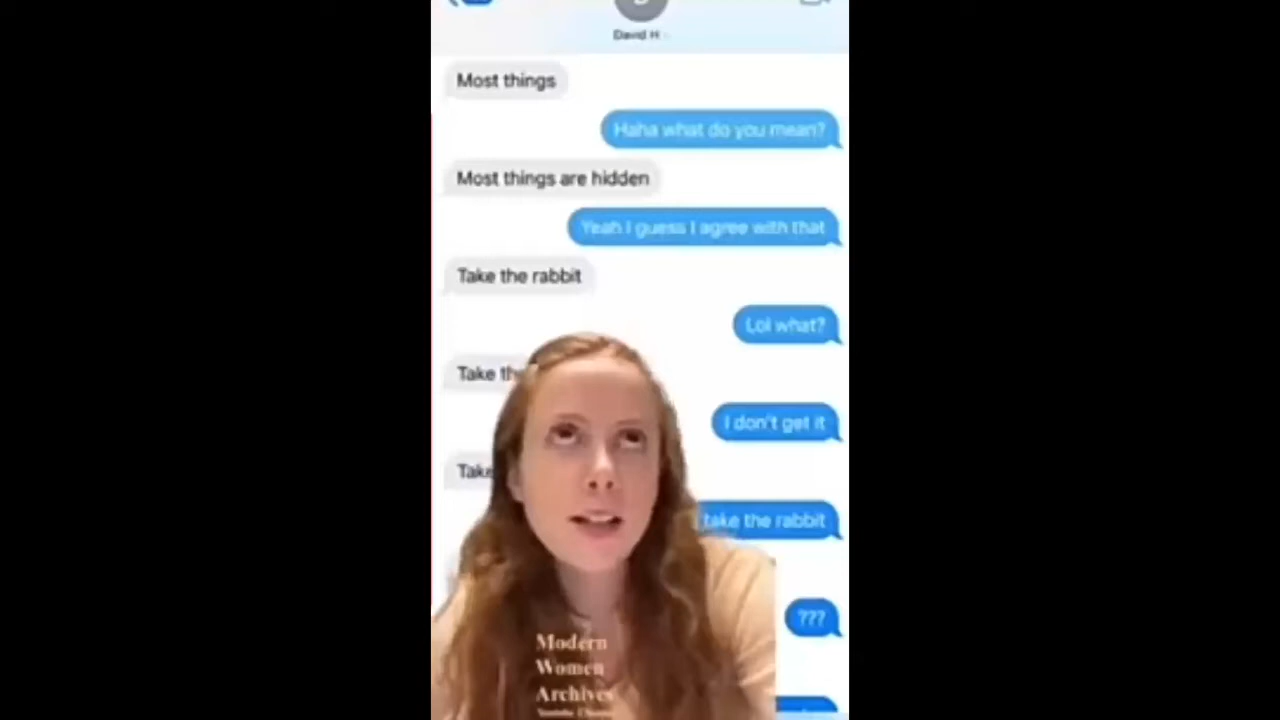 David H
Most things
Haha what do you mean?
Most things are hidden
Yeah I guess I agree with that
Take the rabbit
Lol what?
Take
I don't get it
Take
take the rabbit
???
Modern
Women
Archives